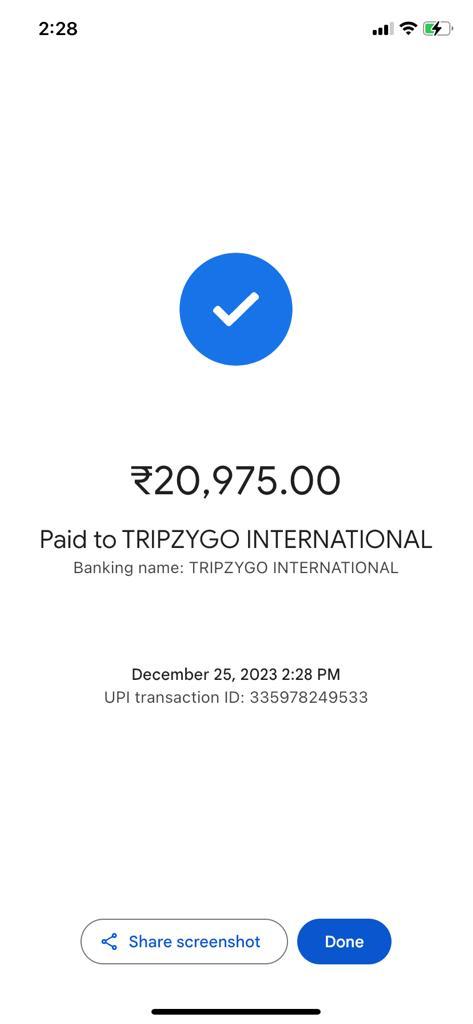 2:28
₹20,975.00
Paid to TRIPZYGO INTERNATIONAL
Banking name: TRIPZYGO INTERNATIONAL
December 25, 2023 2:28 PM
UPI transaction ID: 335978249533
Share screenshot
Done